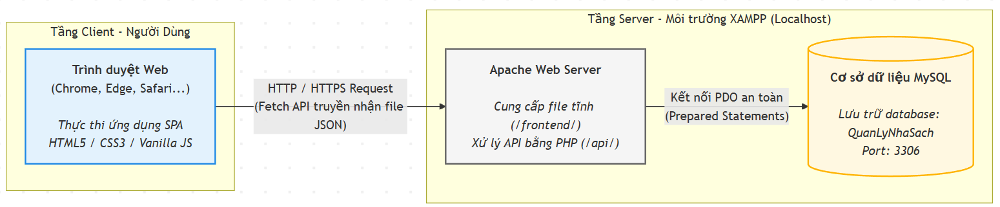 Tầng Client - Người Dùng
Trình duyệt Web
(Chrome, Edge, Safari...)
Thực thi ứng dụng SPA
HTML5 / CSS3 / Vanilla JS
HTTP / HTTPS Request
(Fetch API truyền nhận file
JSON)
Tầng Server - Môi trường XAMPP (Localhost)
Apache Web Server
Cung cấp file tĩnh
(/frontend/)
Xử lý API bằng PHP (/api/)
Kết nối PDO an toàn
(Prepared Statements)
Cơ sở dữ liệu MySQL
Lưu trữ database:
QuanLyNhaSach
Port: 3306